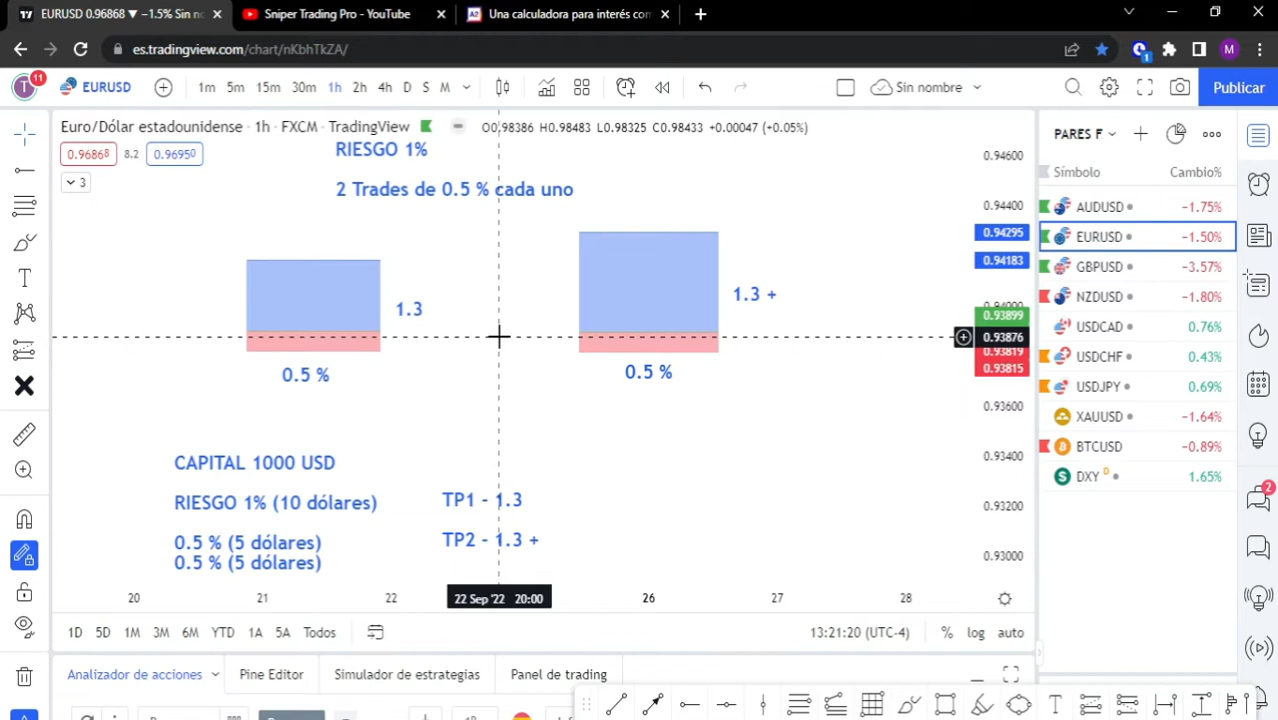 EURUSD 0.96868 ▼ −1.5% Sin n
Sniper Trading Pro - YouTube
Una calculadora para interés con
es.tradingview.com/chart/nKbhTkZA/
11
EURUSD
1m 5m 15m 30m 1h 2h 4h D S M
Sin nombre
Publicar
Euro/Dólar estadounidense · 1h · FXCM · TradingView
O0.98386 H0.98483 L0.98325 C0.98433 +0.00047 (+0.05%)
0.96868 8.2 0.96950
3
RIESGO 1%
2 Trades de 0.5 % cada uno
1.3
1.3 +
0.5 %
0.5 %
CAPITAL 1000 USD
RIESGO 1% (10 dólares)
0.5 % (5 dólares)
0.5 % (5 dólares)
TP1 - 1.3
TP2 - 1.3 +
0.94600
0.94400
0.94295
0.94183
0.94000
0.93899
0.93876
0.93819
0.93815
0.93600
0.93400
0.93200
0.93000
20 21 22 22 Sep '22 20:00 26 27 28
1D 5D 1M 3M 6M YTD 1A 5A Todos
13:21:20 (UTC-4) % log auto
Analizador de acciones Pine Editor Simulador de estrategias Panel de trading
PARES F
Símbolo Cambio%
AUDUSD −1.75%
EURUSD −1.50%
GBPUSD −3.57%
NZDUSD −1.80%
USDCAD 0.76%
USDCHF 0.43%
USDJPY 0.69%
XAUUSD −1.64%
BTCUSD −0.89%
DXY D 1.65%
2